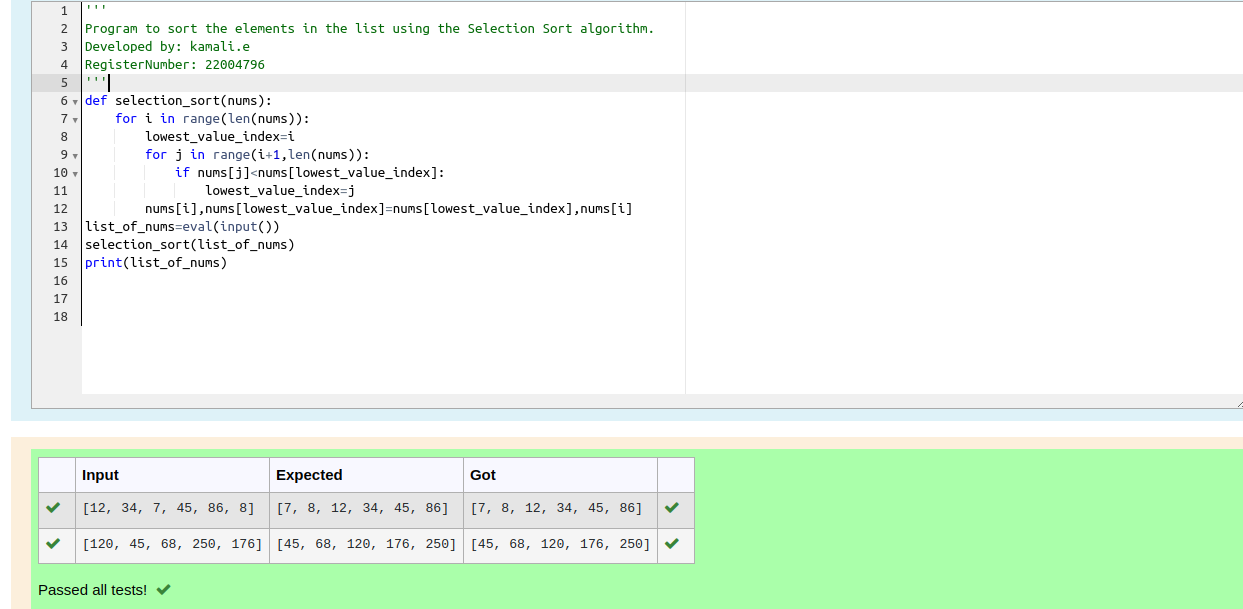 1 '''
2 Program to sort the elements in the list using the Selection Sort algorithm.
3 Developed by: kamali.e
4 RegisterNumber: 22004796
5 '''
6 def selection_sort(nums):
7     for i in range(len(nums)):
8         lowest_value_index=i
9         for j in range(i+1,len(nums)):
10             if nums[j]<nums[lowest_value_index]:
11                 lowest_value_index=j
12         nums[i],nums[lowest_value_index]=nums[lowest_value_index],nums[i]
13 list_of_nums=eval(input())
14 selection_sort(list_of_nums)
15 print(list_of_nums)
16
17
18
Input Expected Got
[12, 34, 7, 45, 86, 8] [7, 8, 12, 34, 45, 86] [7, 8, 12, 34, 45, 86]
[120, 45, 68, 250, 176] [45, 68, 120, 176, 250] [45, 68, 120, 176, 250]
Passed all tests!